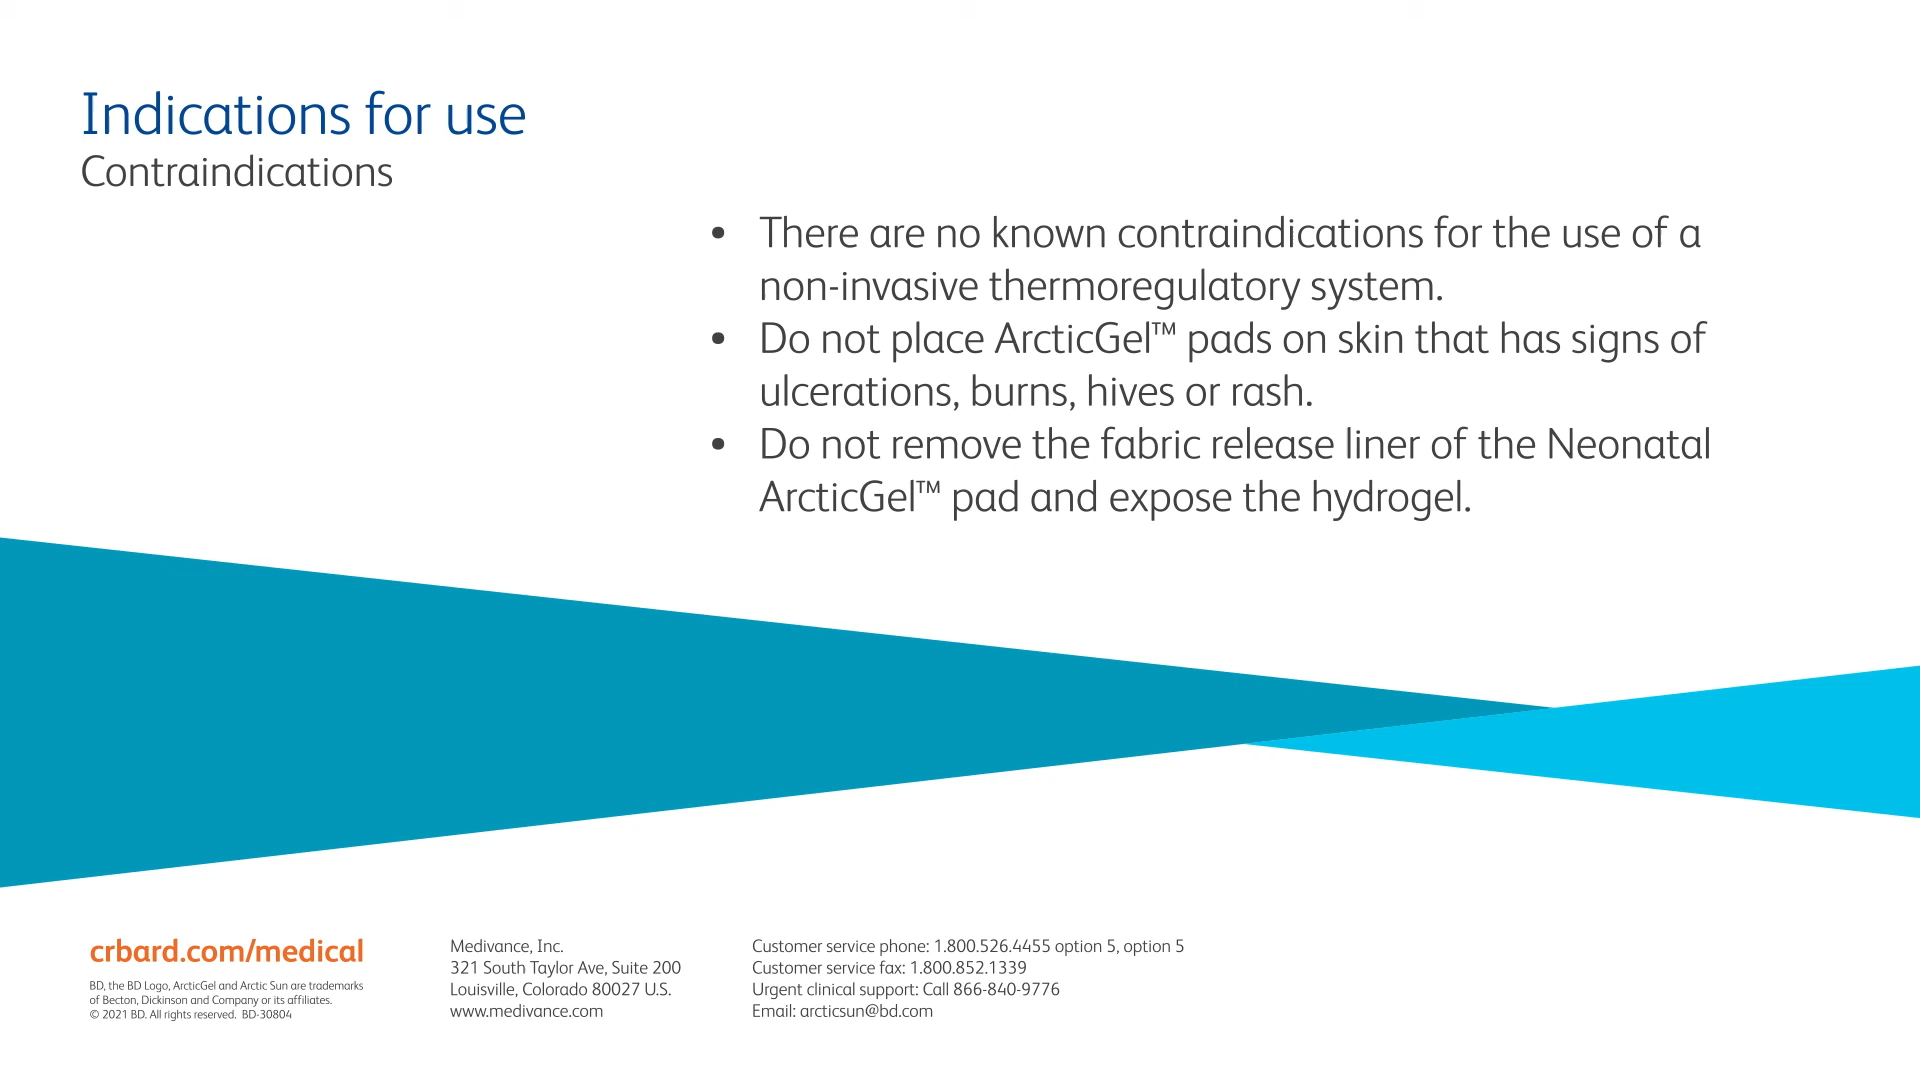 Indications for use
Contraindications
• There are no known contraindications for the use of a
non-invasive thermoregulatory system.
• Do not place ArcticGel™ pads on skin that has signs of
ulcerations, burns, hives or rash.
• Do not remove the fabric release liner of the Neonatal
ArcticGel™ pad and expose the hydrogel.
crbard.com/medical
BD, the BD Logo, ArcticGel and Arctic Sun are trademarks
of Becton, Dickinson and Company or its affiliates.
© 2021 BD. All rights reserved. BD-30804
Medivance, Inc.
321 South Taylor Ave, Suite 200
Louisville, Colorado 80027 U.S.
www.medivance.com
Customer service phone: 1.800.526.4455 option 5, option 5
Customer service fax: 1.800.852.1339
Urgent clinical support: Call 866-840-9776
Email: arcticsun@bd.com